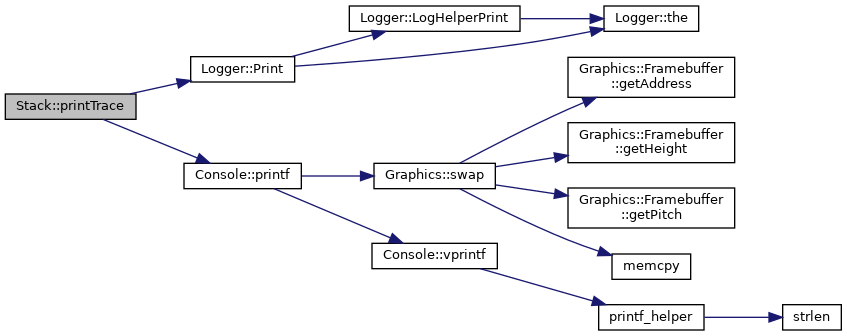 Logger::LogHelperPrint
Logger::the
Logger::Print
Graphics::Framebuffer
::getAddress
Stack::printTrace
Graphics::Framebuffer
::getHeight
Console::printf
Graphics::swap
Graphics::Framebuffer
::getPitch
Console::vprintf
memcpy
printf_helper
strlen